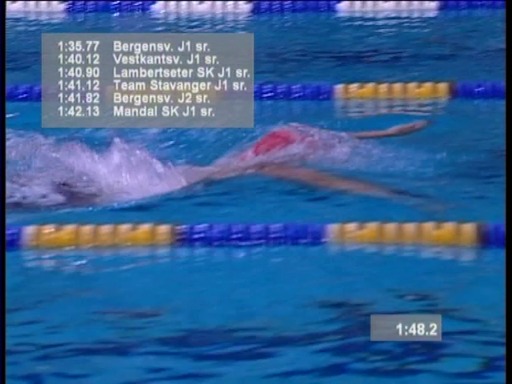 1:35.77 Bergensv. J1 sr.
1:40.12 Vestkantsv. J1 sr.
1:40.90 Lambertseter SK J1 sr.
1:41.12 Team Stavanger J1 sr.
1:41.82 Bergensv. J2 sr.
1:42.13 Mandal SK J1 sr.
1:48.2